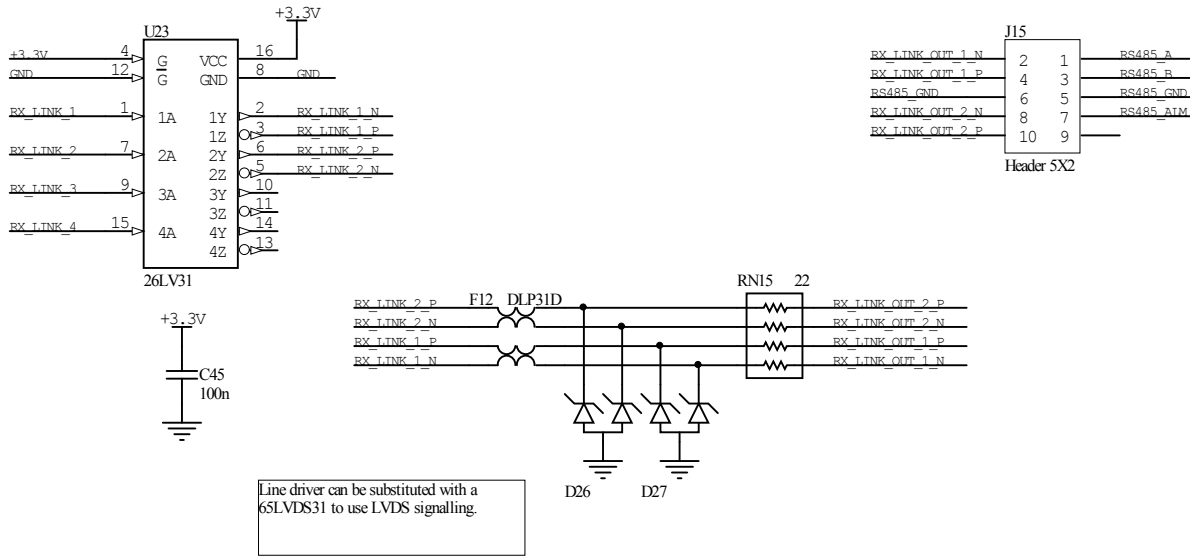 +3.3V
U23
J15
+3.3V 4 G VCC 16
GND 12 G GND 8 GND
RX_LINK_1 1 1A 1Y 2 RX_LINK_1_N
1Z 3 RX_LINK_1_P
RX_LINK_2 7 2A 2Y 6 RX_LINK_2_P
2Z 5 RX_LINK_2_N
RX_LINK_3 9 3A 3Y 10
3Z 11
RX_LINK_4 15 4A 4Y 14
4Z 13
26LV31
RX_LINK_OUT_1_N 2 1 RS485_A
RX_LINK_OUT_1_P 4 3 RS485_B
RS485_GND 6 5 RS485_GND
RX_LINK_OUT_2_N 8 7 RS485_ALM
RX_LINK_OUT_2_P 10 9
Header 5X2
+3.3V
C45
100n
F12 DLP31D
RN15 22
RX_LINK_2_P RX_LINK_OUT_2_P
RX_LINK_2_N RX_LINK_OUT_2_N
RX_LINK_1_P RX_LINK_OUT_1_P
RX_LINK_1_N RX_LINK_OUT_1_N
D26 D27
Line driver can be substituted with a
65LVDS31 to use LVDS signalling.